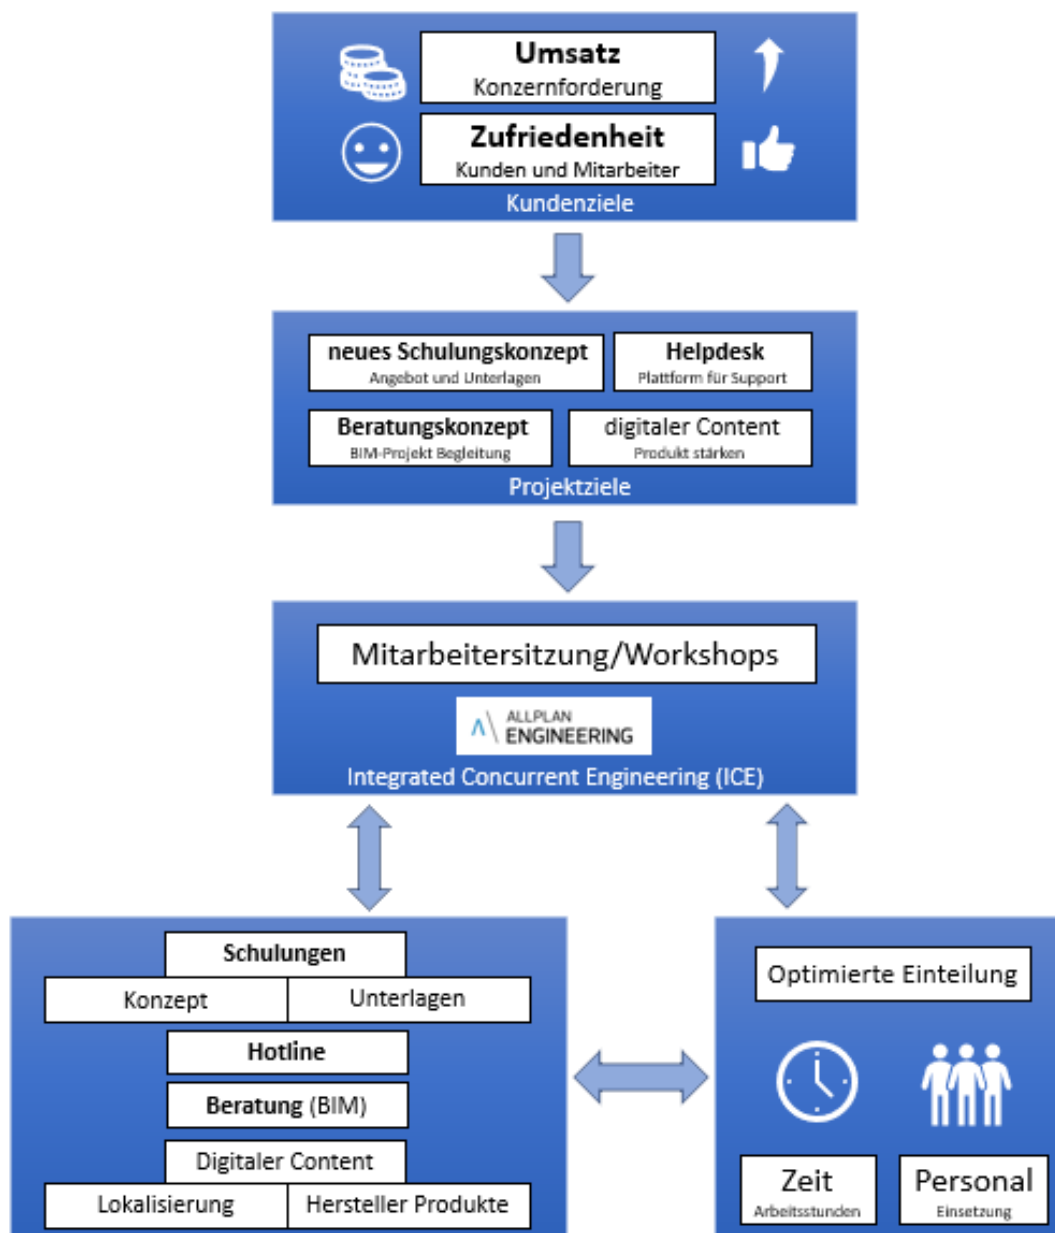 Umsatz
Konzernforderung
Zufriedenheit
Kunden und Mitarbeiter
Kundenziele
neues Schulungskonzept
Angebot und Unterlagen
Helpdesk
Plattform für Support
Beratungskonzept
BIM-Projekt Begleitung
digitaler Content
Produkt stärken
Projektziele
Mitarbeitersitzung/Workshops
ALLPLAN
ENGINEERING
Integrated Concurrent Engineering (ICE)
Schulungen
Konzept
Unterlagen
Hotline
Beratung (BIM)
Digitaler Content
Lokalisierung
Hersteller Produkte
Optimierte Einteilung
Zeit
Arbeitsstunden
Personal
Einsetzung